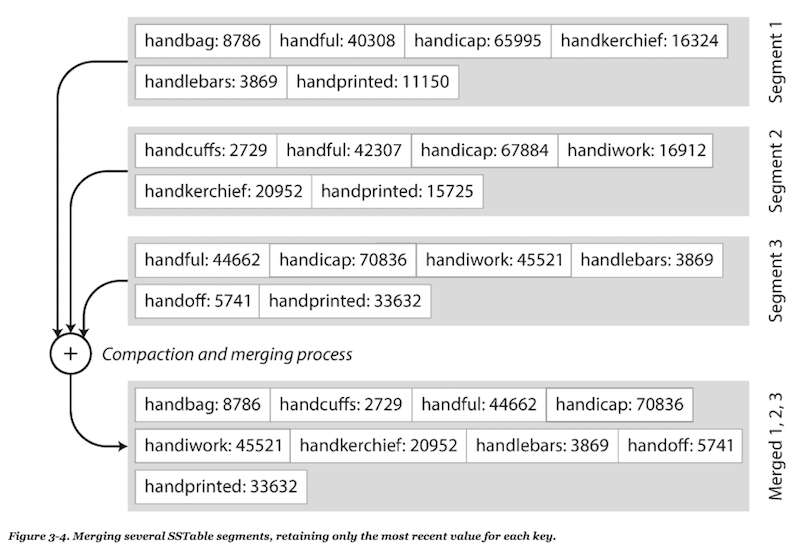 handbag: 8786 handful: 40308 handicap: 65995 handkerchief: 16324
handlebars: 3869 handprinted: 11150
Segment 1
handcuffs: 2729 handful: 42307 handicap: 67884 handiwork: 16912
handkerchief: 20952 handprinted: 15725
Segment 2
handful: 44662 handicap: 70836 handiwork: 45521 handlebars: 3869
handoff: 5741 handprinted: 33632
Segment 3
+ Compaction and merging process
handbag: 8786 handcuffs: 2729 handful: 44662 handicap: 70836
handiwork: 45521 handkerchief: 20952 handlebars: 3869 handoff: 5741
handprinted: 33632
Merged 1, 2, 3
Figure 3-4. Merging several SSTable segments, retaining only the most recent value for each key.